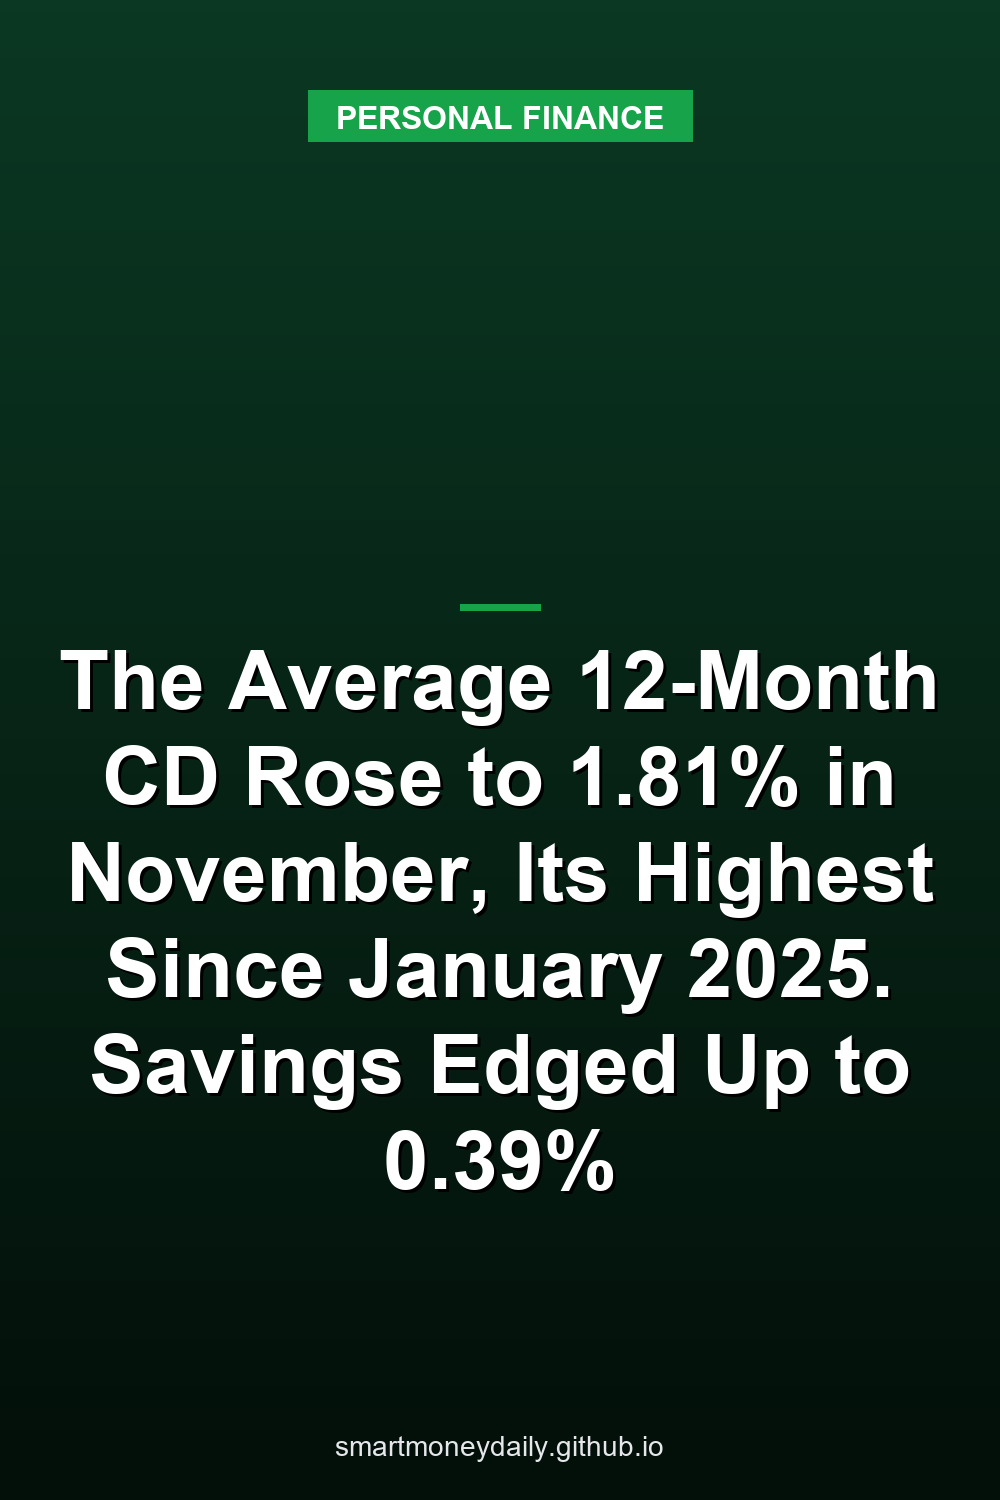 PERSONAL FINANCE
The Average 12-Month
CD Rose to 1.81% in
November, Its Highest
Since January 2025.
Savings Edged Up to
0.39%
smartmoneydaily.github.io